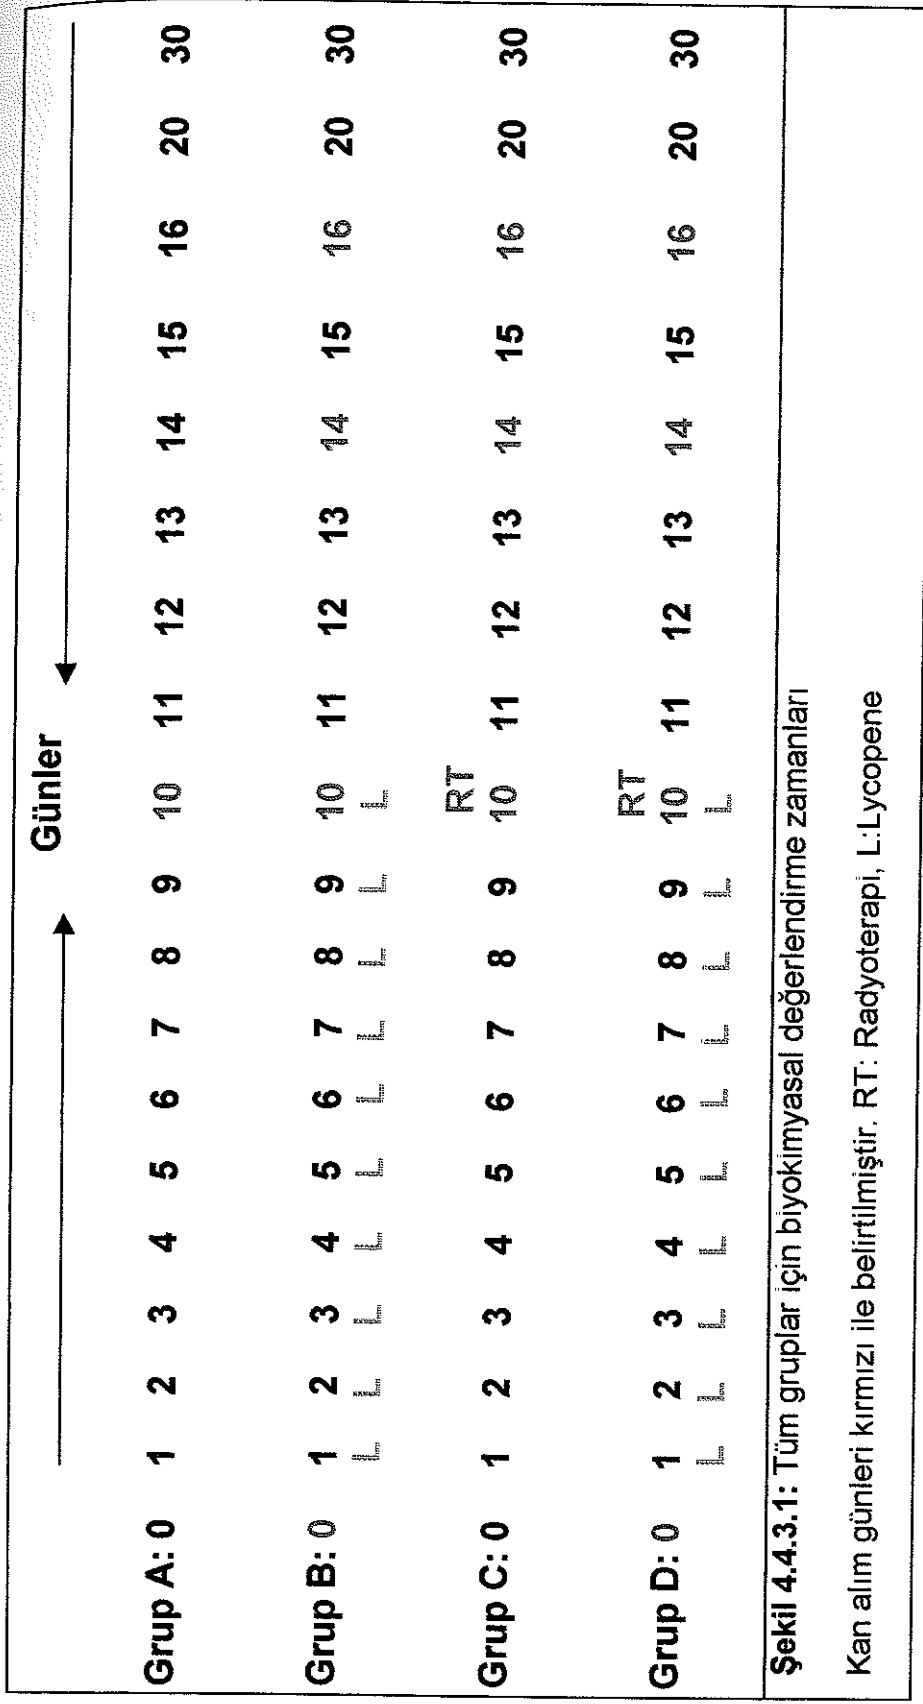 Günler
Grup A: 0 1 2 3 4 5 6 7 8 9 10 11 12 13 14 15 16 20 30
Grup B: 0 1 2 3 4 5 6 7 8 9 10 11 12 13 14 15 16 20 30
L L L L L L L L L L
RT
Grup C: 0 1 2 3 4 5 6 7 8 9 10 11 12 13 14 15 16 20 30
RT
Grup D: 0 1 2 3 4 5 6 7 8 9 10 11 12 13 14 15 16 20 30
L L L L L L L L L L
Şekil 4.4.3.1: Tüm gruplar için biyokimyasal değerlendirme zamanları
Kan alım günleri kırmızı ile belirtilmiştir. RT: Radyoterapi, L:Lycopene